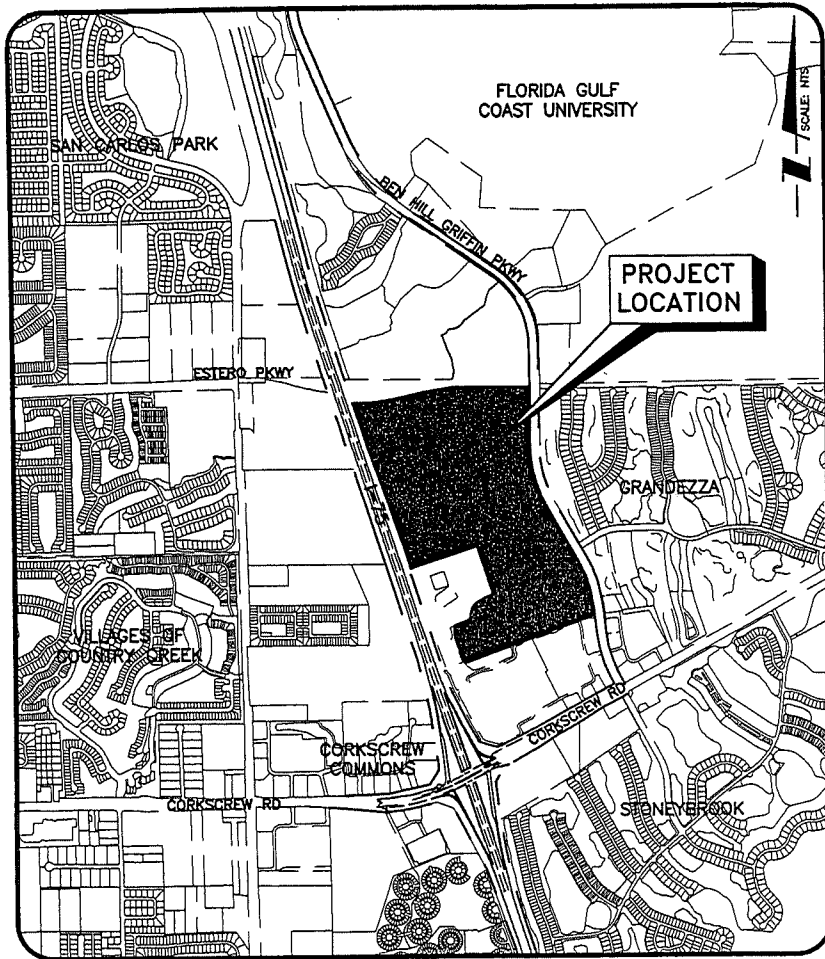 FLORIDA GULF
COAST UNIVERSITY
SCALE: NTS
SAN CARLOS PARK
BEN HILL GRIFFIN PKWY
PROJECT
LOCATION
ESTERO PKWY
I-75
GRANDEZZA
VILLAGES OF
COUNTRY CREEK
CORKSCREW RD
CORKSCREW
COMMONS
CORKSCREW RD
STONEYBROOK